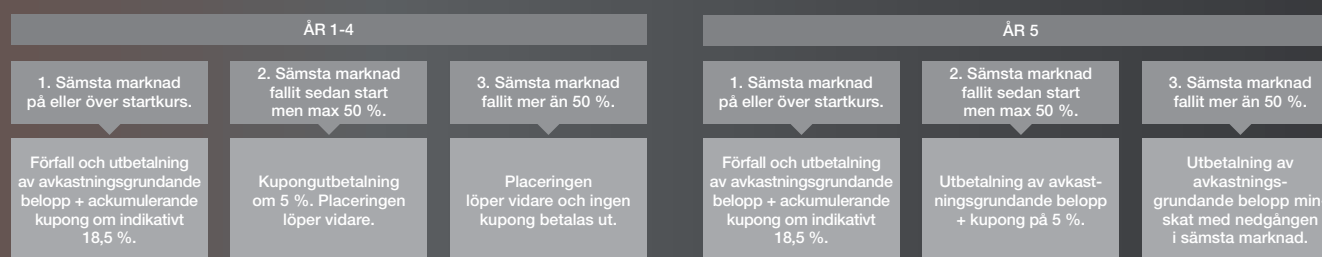 ÅR 1-4
1. Sämsta marknad
på eller över startkurs.
Förfall och utbetalning
av avkastningsgrundande
belopp + ackumulerande
kupong om indikativt
18,5 %.
2. Sämsta marknad
fallit sedan start
men max 50 %.
Kupongutbetalning
om 5 %. Placeringen
löper vidare.
3. Sämsta marknad
fallit mer än 50 %.
Placeringen
löper vidare och ingen
kupong betalas ut.
ÅR 5
1. Sämsta marknad
på eller över startkurs.
Förfall och utbetalning
av avkastningsgrundande
belopp + ackumulerande
kupong om indikativt
18,5 %.
2. Sämsta marknad
fallit sedan start
men max 50 %.
Utbetalning av avkast-
ningsgrundande belopp
+ kupong på 5 %.
3. Sämsta marknad
fallit mer än 50 %.
Utbetalning av
avkastnings-
grundande belopp min
skat med nedgången
i sämsta marknad.